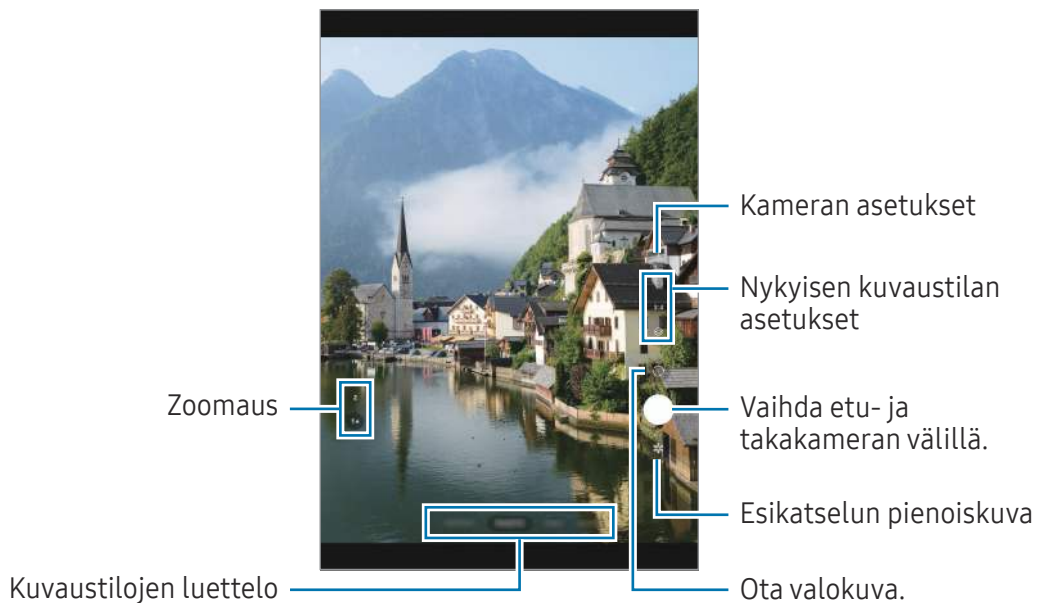 Kameran asetukset
Nykyisen kuvaustilan
asetukset
Zoomaus
Vaihda etu- ja
takakameran välillä.
Esikatselun pienoiskuva
Kuvaustilojen luettelo
Ota valokuva.